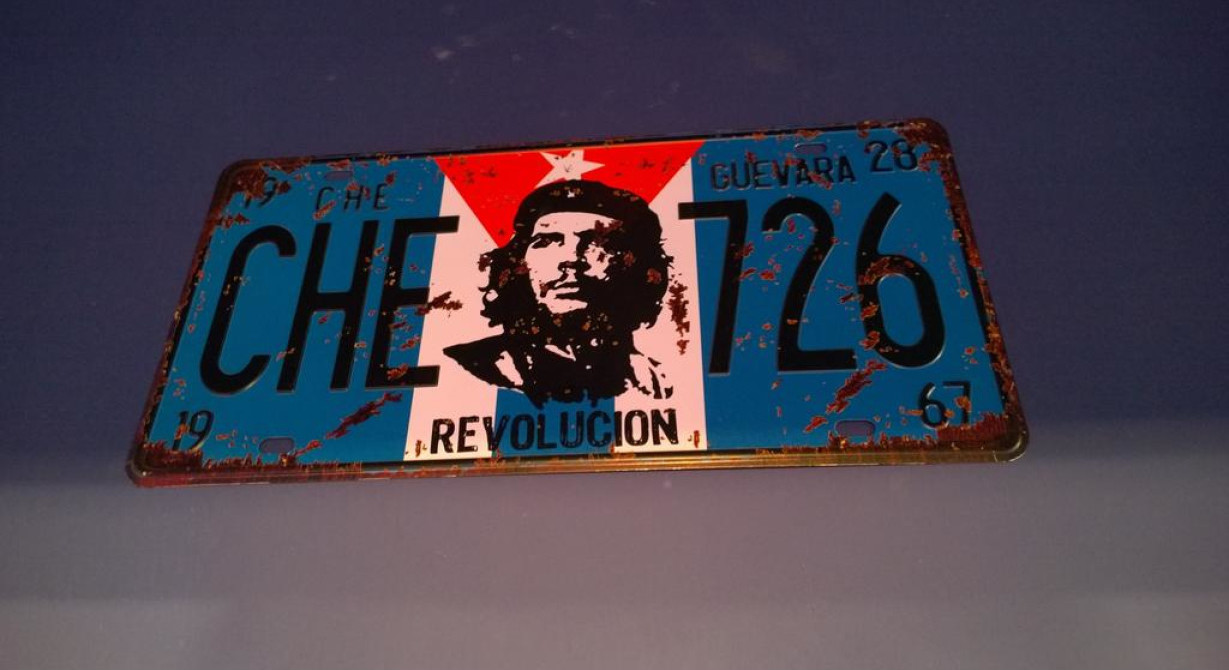 19 CHE GUEVARA 28
CHE 726
19 67
REVOLUCION